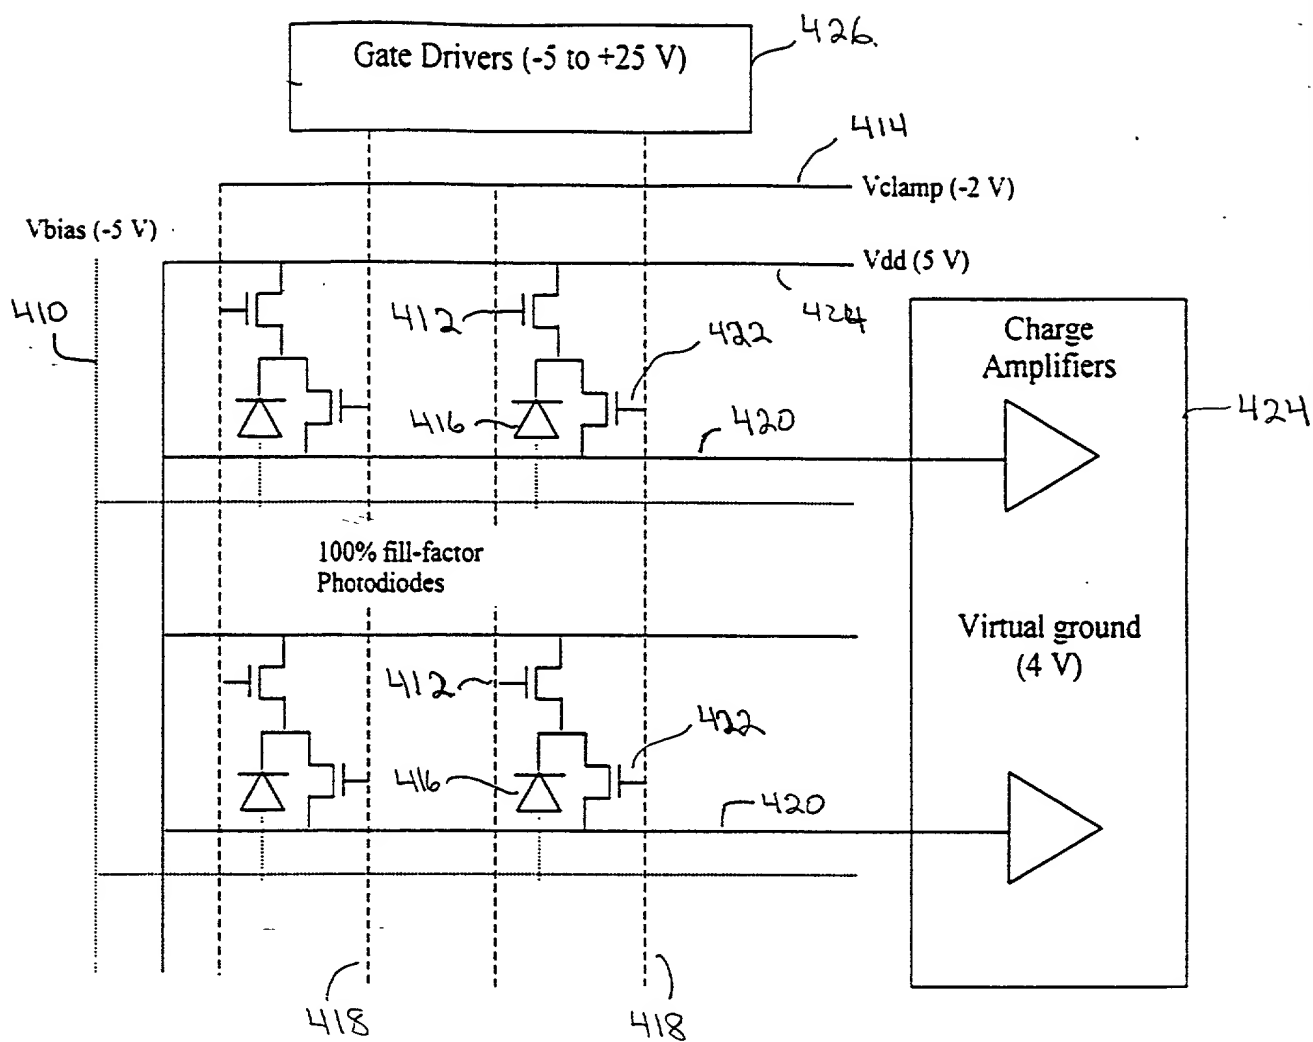 Gate Drivers (-5 to +25 V)
426.
414
Vclamp (-2 V)
Vbias (-5 V)
Vdd (5 V)
410
412
424
422
Charge
Amplifiers
416
420
424
100% fill-factor
Photodiodes
Virtual ground
(4 V)
412
422
416
420
418
418